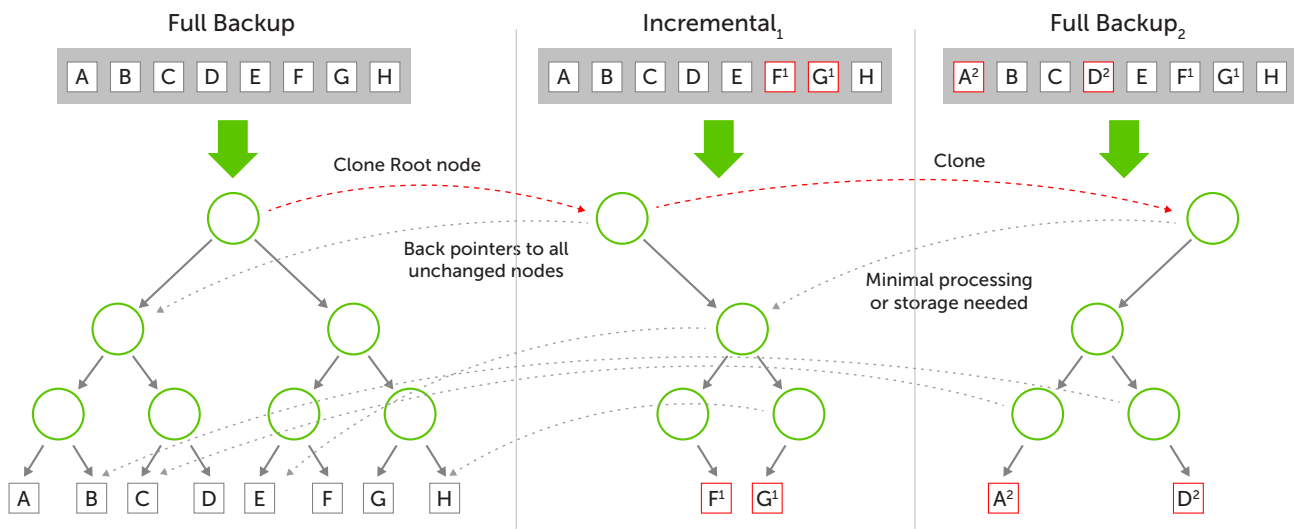 Full Backup
Incremental₁
Full Backup₂
A B C D E F G H
A B C D E F¹ G¹ H
A² B C D² E F¹ G¹ H
Clone Root node
Clone
Back pointers to all
unchanged nodes
Minimal processing
or storage needed
A B C D E F G H
F¹ G¹
A² D²